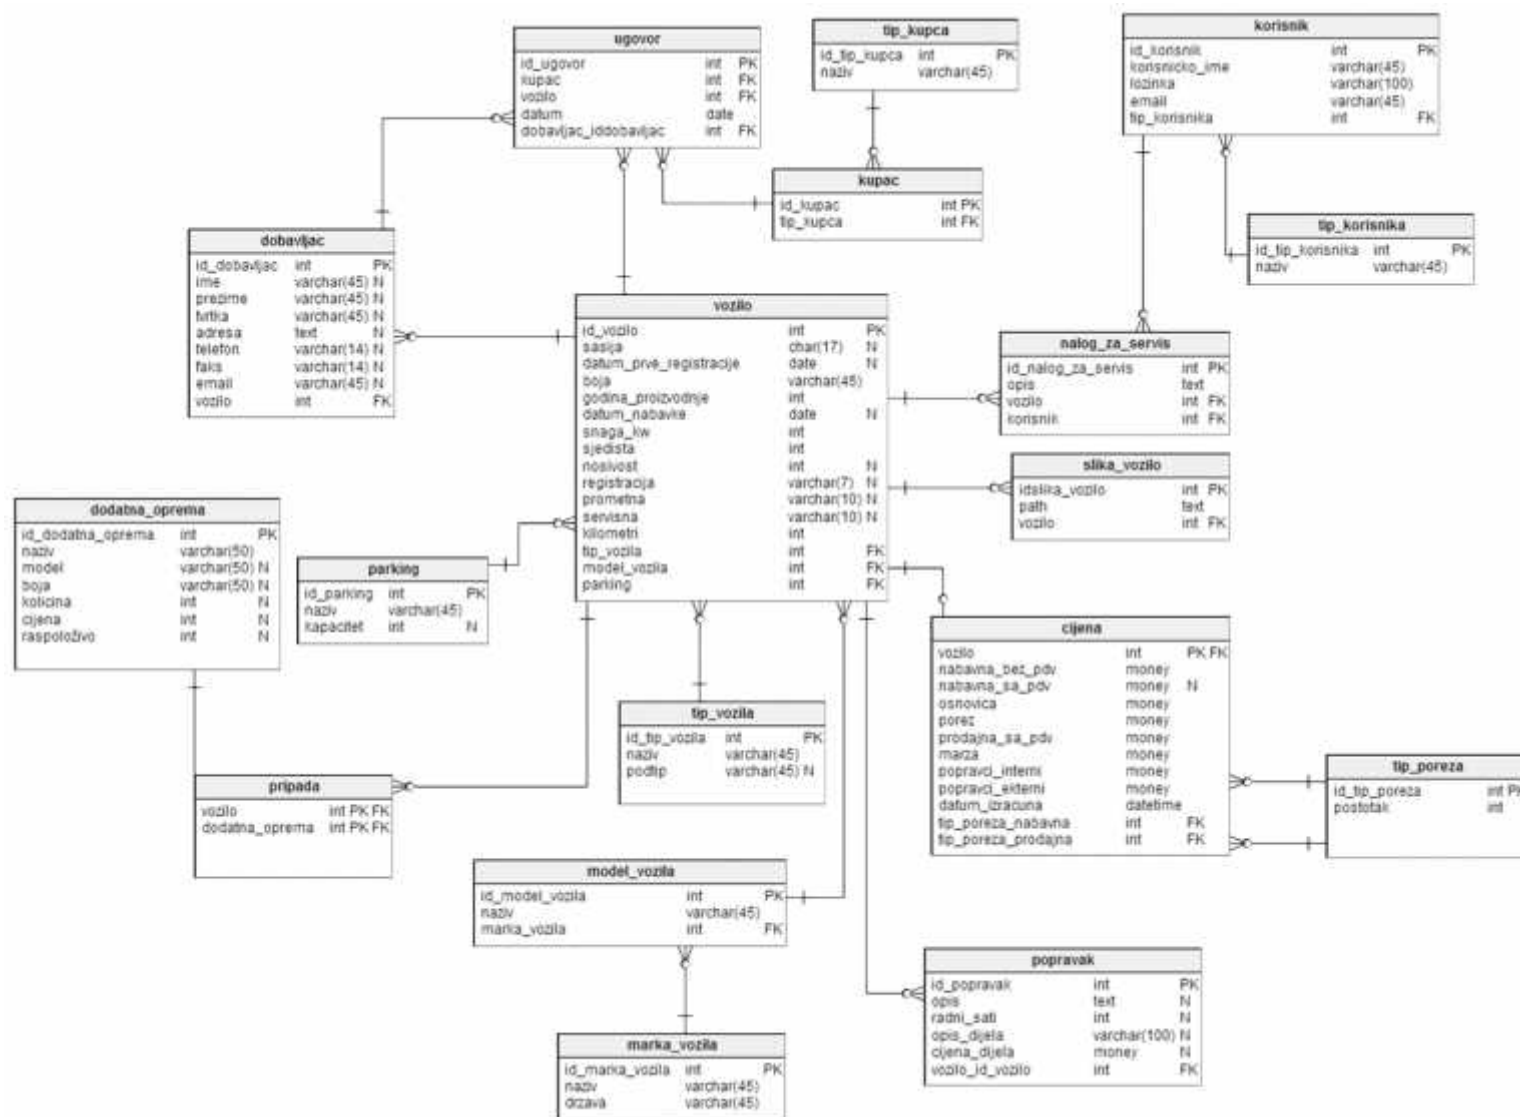 ugovor
id_ugovor int PK
kupac int FK
vozilo int FK
datum date
dobavljac_iddobavljac int FK
tip_kupca
id_tip_kupca int PK
naziv varchar(45)
korisnik
id_korisnik int PK
korisnicko_ime varchar(45)
lozinka varchar(100)
email varchar(45)
tip_korisnika int FK
kupac
id_kupac int PK
tip_kupca int FK
tip_korisnika
id_tip_korisnika int PK
naziv varchar(45)
dobavljac
id_dobavljac int PK
ime varchar(45) N
prezime varchar(45) N
tvrtka varchar(45) N
adresa text N
telefon varchar(14) N
faks varchar(14) N
email varchar(45) N
vozilo int FK
vozilo
id_vozilo int PK
sasija char(17) N
datum_prve_registracije date N
boja varchar(45)
godina_proizvodnje int
datum_nabavke date N
snaga_kw int
sjedista int
nosivost int N
registracija varchar(7) N
prometna varchar(10) N
servisna varchar(10) N
kilometri int
tip_vozila int FK
model_vozila int FK
parking int FK
nalog_za_servis
id_nalog_za_servis int PK
opis text
vozilo int FK
korisnik int FK
slika_vozilo
idslika_vozilo int PK
path text
vozilo int FK
dodatna_oprema
id_dodatna_oprema int PK
naziv varchar(50)
model varchar(50) N
boja varchar(50) N
kolicina int N
cijena int N
raspoloživo int N
parking
id_parking int PK
naziv varchar(45)
kapacitet int N
cijena
vozilo int PK FK
nabavna_bez_pdv money
nabavna_sa_pdv money N
osnovica money
porez money
prodajna_sa_pdv money
marza money
popravci_interni money
popravci_ekterni money
datum_izracuna datetime
tip_poreza_nabavna int FK
tip_poreza_prodajna int FK
tip_vozila
id_tip_vozila int PK
naziv varchar(45)
podtip varchar(45) N
tip_poreza
id_tip_poreza int PK
postotak int
pripada
vozilo int PK FK
dodatna_oprema int PK FK
model_vozila
id_model_vozila int PK
naziv varchar(45)
marka_vozila int FK
popravak
id_popravak int PK
opis text N
radni_sati int N
opis_dijela varchar(100) N
cijena_dijela money N
vozilo_id_vozilo int FK
marka_vozila
id_marka_vozila int PK
naziv varchar(45)
drzava varchar(45)